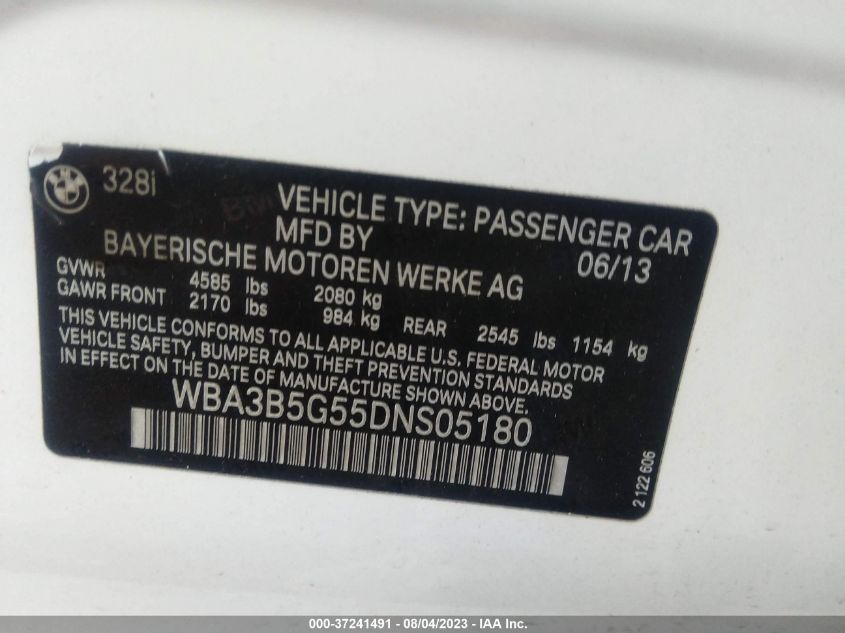 328i
VEHICLE TYPE: PASSENGER CAR
MFD BY 06/13
BAYERISCHE MOTOREN WERKE AG
GVWR 4585 lbs 2080 kg
GAWR FRONT 2170 lbs 984 kg REAR 2545 lbs 1154 kg
THIS VEHICLE CONFORMS TO ALL APPLICABLE U.S. FEDERAL MOTOR
VEHICLE SAFETY, BUMPER AND THEFT PREVENTION STANDARDS
IN EFFECT ON THE DATE OF MANUFACTURE SHOWN ABOVE.
WBA3B5G55DNS05180
2 122 606
000-37241491 - 08/04/2023 - IAA, Inc.